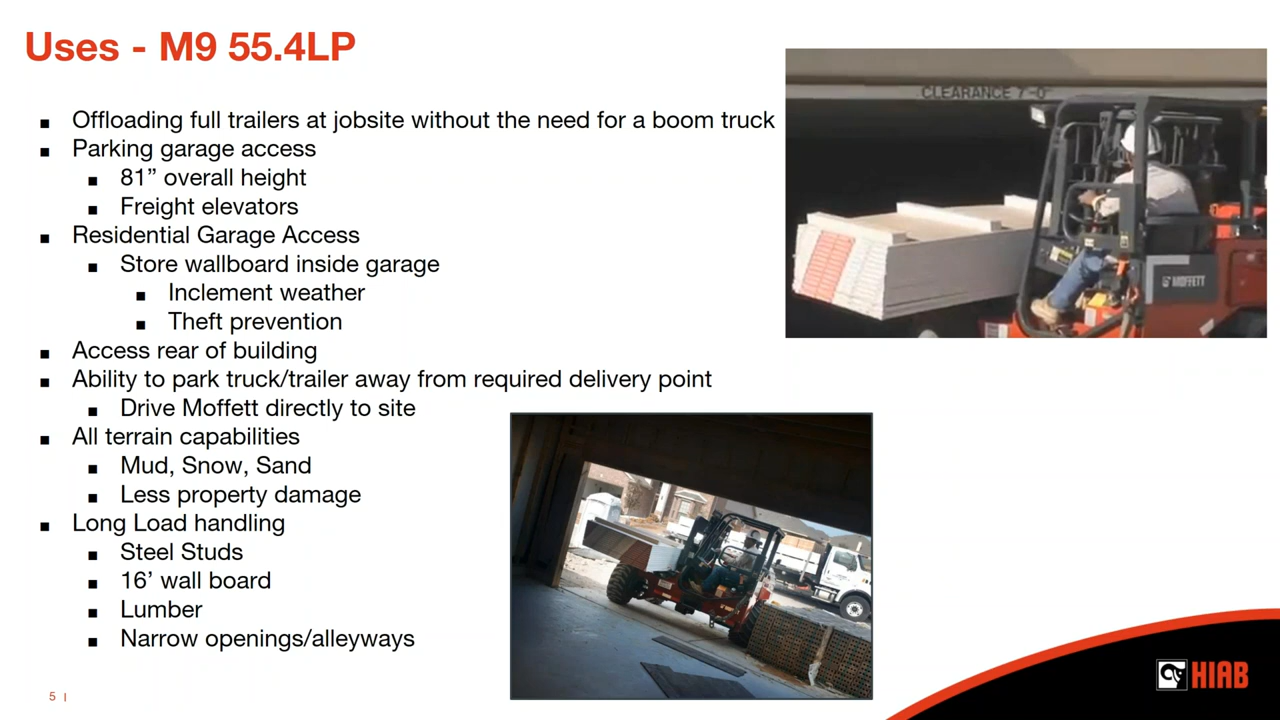 Uses - M9 55.4LP
Offloading full trailers at jobsite without the need for a boom truck
Parking garage access
81” overall height
Freight elevators
Residential Garage Access
Store wallboard inside garage
Inclement weather
Theft prevention
Access rear of building
Ability to park truck/trailer away from required delivery point
Drive Moffett directly to site
All terrain capabilities
Mud, Snow, Sand
Less property damage
Long Load handling
Steel Studs
16’ wall board
Lumber
Narrow openings/alleyways
CLEARANCE 7'-0"
MOFFETT
5 |
HIAB